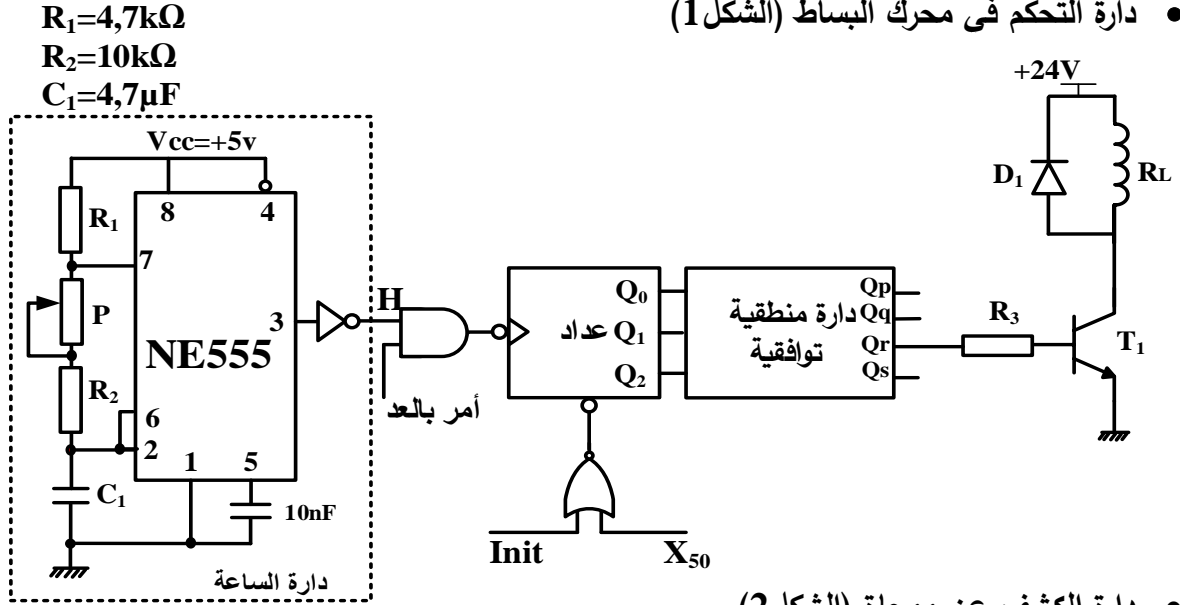 R₁=4,7kΩ
R₂=10kΩ
C₁=4,7µF
• دارة التحكم في محرك البساط (الشكل1)
Vcc=+5v
8
4
R₁
7
P
NE555
3
R₂
6
2
1
5
C₁
10nF
دارة الساعة
H
أمر بالعد
عداد
Q₀
Q₁
Q₂
Init
X₅₀
دارة منطقية
توافقية
Qp
Qq
Qr
Qs
R₃
T₁
+24V
D₁
RL